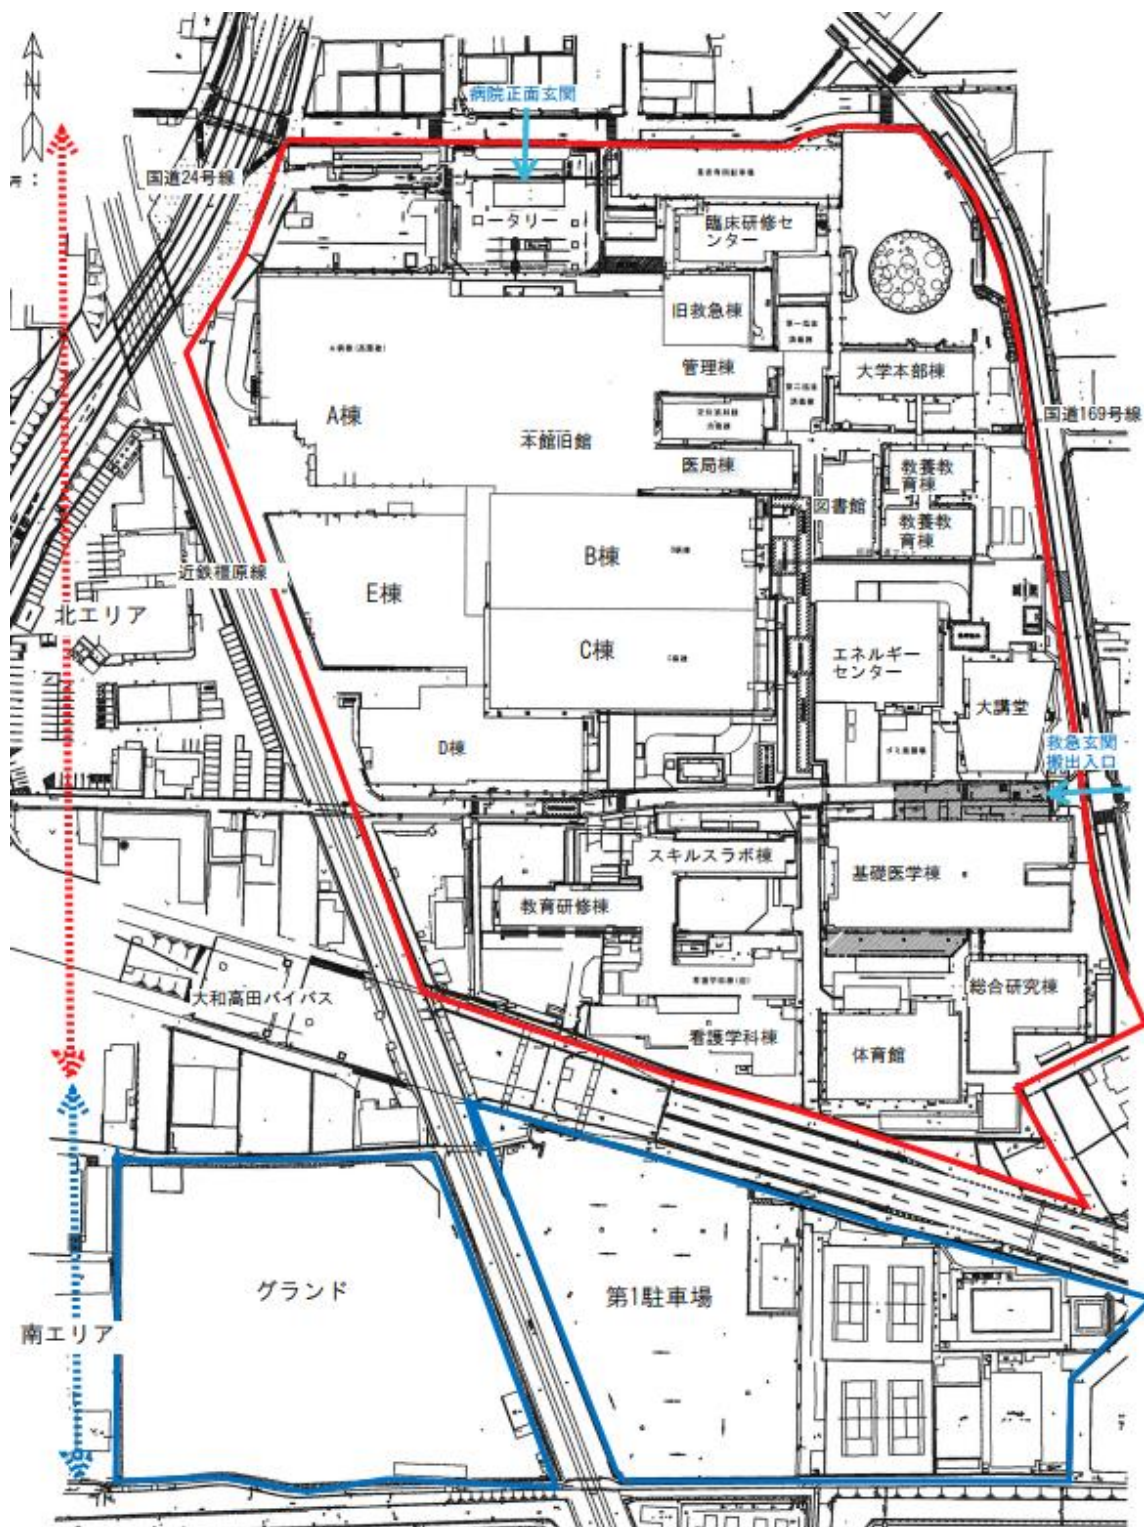 N
病院正面玄関
国道24号線
ロータリー
臨床研修セ
ンター
旧救急棟
管理棟
大学本部棟
A棟
本館旧館
医局棟
国道169号線
図書館
教養教
育棟
教養教
育棟
B棟
E棟
近鉄橿原線
北エリア
C棟
エネルギー
センター
大講堂
D棟
救急玄関
搬出入口
スキルスラボ棟
基礎医学棟
教育研修棟
大和高田バイパス
総合研究棟
看護学科棟
体育館
グランド
第1駐車場
南エリア